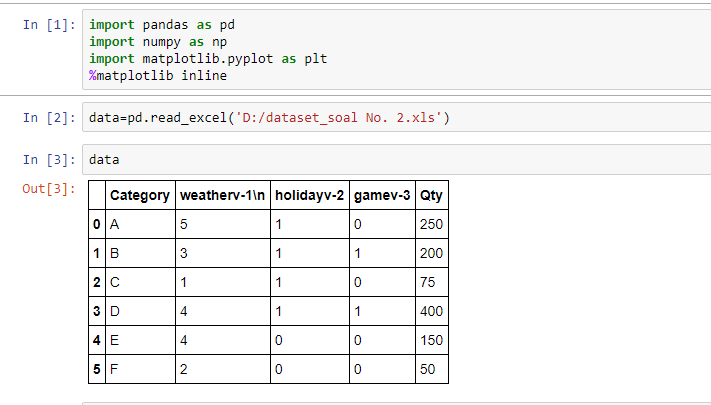 In [1]: import pandas as pd
import numpy as np
import matplotlib.pyplot as plt
%matplotlib inline
In [2]: data=pd.read_excel('D:/dataset_soal No. 2.xls')
In [3]: data
Out[3]:
Category weatherv-1\n holidayv-2 gamev-3 Qty
0 A 5 1 0 250
1 B 3 1 1 200
2 C 1 1 0 75
3 D 4 1 1 400
4 E 4 0 0 150
5 F 2 0 0 50